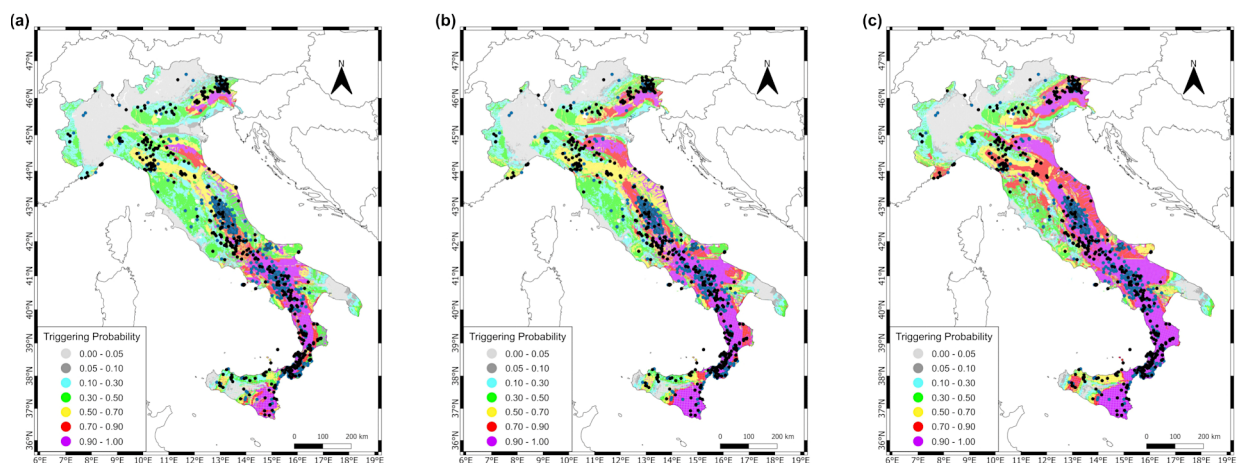 (a)
N
47°N
46°N
45°N
44°N
43°N
42°N
41°N
40°N
39°N
38°N
37°N
36°N
Triggering Probability
0.00 - 0.05
0.05 - 0.10
0.10 - 0.30
0.30 - 0.50
0.50 - 0.70
0.70 - 0.90
0.90 - 1.00
0 100 200 km
6°E 7°E 8°E 9°E 10°E 11°E 12°E 13°E 14°E 15°E 16°E 17°E 18°E 19°E
(b)
N
47°N
46°N
45°N
44°N
43°N
42°N
41°N
40°N
39°N
38°N
37°N
36°N
Triggering Probability
0.00 - 0.05
0.05 - 0.10
0.10 - 0.30
0.30 - 0.50
0.50 - 0.70
0.70 - 0.90
0.90 - 1.00
0 100 200 km
6°E 7°E 8°E 9°E 10°E 11°E 12°E 13°E 14°E 15°E 16°E 17°E 18°E 19°E
(c)
N
47°N
46°N
45°N
44°N
43°N
42°N
41°N
40°N
39°N
38°N
37°N
36°N
Triggering Probability
0.00 - 0.05
0.05 - 0.10
0.10 - 0.30
0.30 - 0.50
0.50 - 0.70
0.70 - 0.90
0.90 - 1.00
0 100 200 km
6°E 7°E 8°E 9°E 10°E 11°E 12°E 13°E 14°E 15°E 16°E 17°E 18°E 19°E